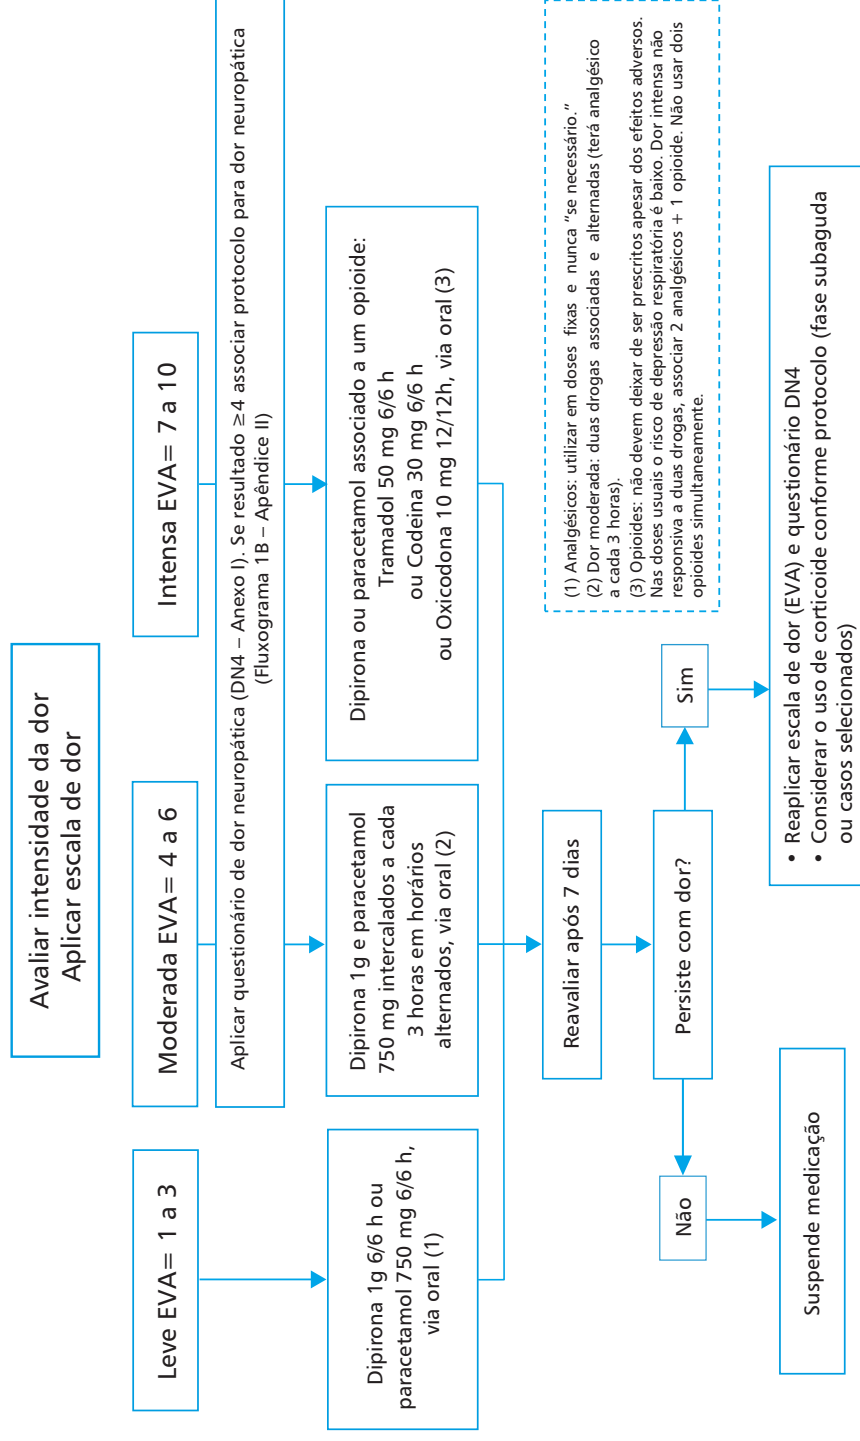 Avaliar intensidade da dor
Aplicar escala de dor
Leve EVA= 1 a 3
Moderada EVA= 4 a 6
Intensa EVA= 7 a 10
Aplicar questionário de dor neuropática (DN4 – Anexo I). Se resultado ≥4 associar protocolo para dor neuropática
(Fluxograma 1B – Apêndice II)
Dipirona 1g 6/6 h ou
paracetamol 750 mg 6/6 h,
via oral (1)
Dipirona 1g e paracetamol
750 mg intercalados a cada
3 horas em horários
alternados, via oral (2)
Dipirona ou paracetamol associado a um opioide:
Tramadol 50 mg 6/6 h
ou Codeina 30 mg 6/6 h
ou Oxicodona 10 mg 12/12h, via oral (3)
Reavaliar após 7 dias
Persiste com dor?
Não
Sim
Suspende medicação
• Reaplicar escala de dor (EVA) e questionário DN4
• Considerar o uso de corticoide conforme protocolo (fase subaguda
ou casos selecionados)
(1) Analgésicos: utilizar em doses fixas e nunca “se necessário.”
(2) Dor moderada: duas drogas associadas e alternadas (terá analgésico
a cada 3 horas).
(3) Opioides: não devem deixar de ser prescritos apesar dos efeitos adversos.
Nas doses usuais o risco de depressão respiratória é baixo. Dor intensa não
responsiva a duas drogas, associar 2 analgésicos + 1 opioide. Não usar dois
opioides simultaneamente.